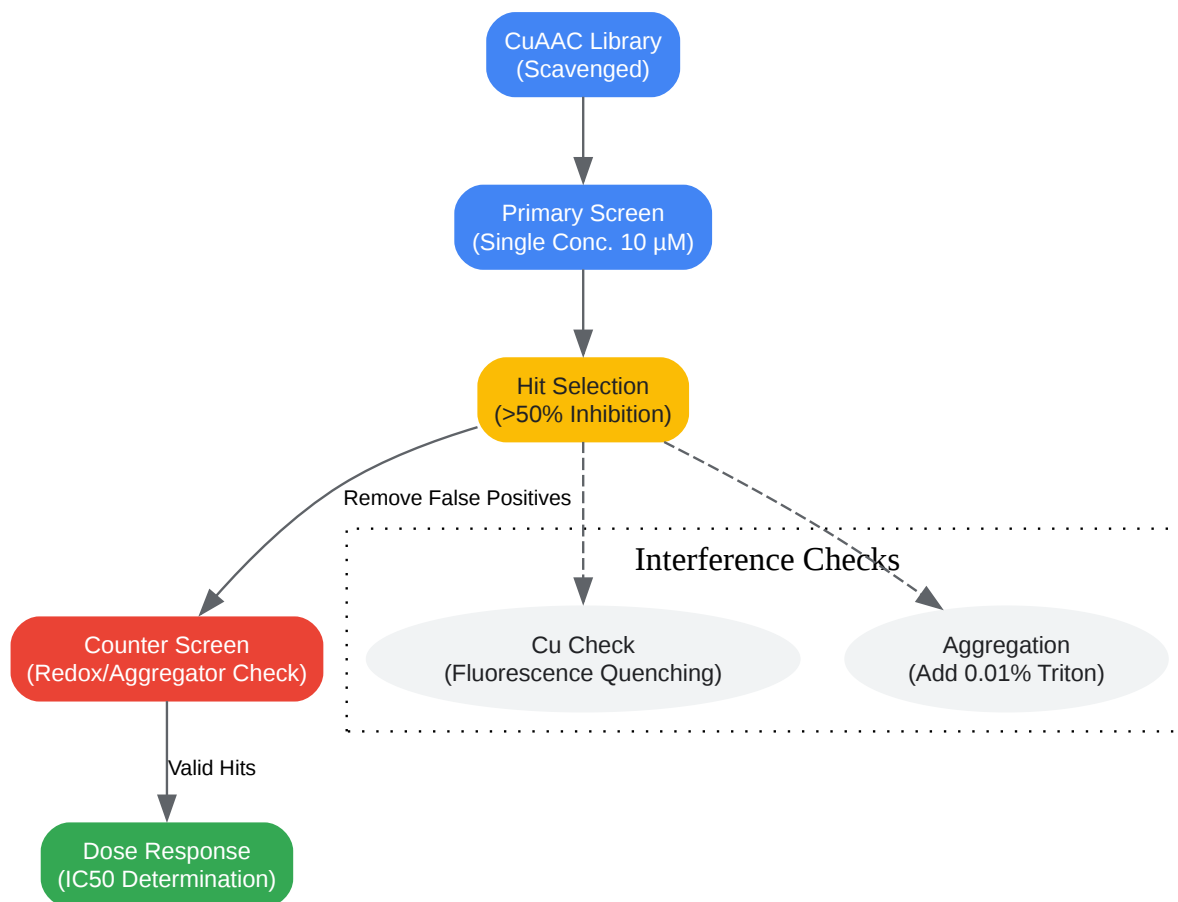 CuAAC Library
(Scavenged)
Primary Screen
(Single Conc. 10 µM)
Hit Selection
(>50% Inhibition)
Remove False Positives
Interference Checks
Counter Screen
(Redox/Aggregator Check)
Cu Check
(Fluorescence Quenching)
Aggregation
(Add 0.01% Triton)
Valid Hits
Dose Response
(IC50 Determination)